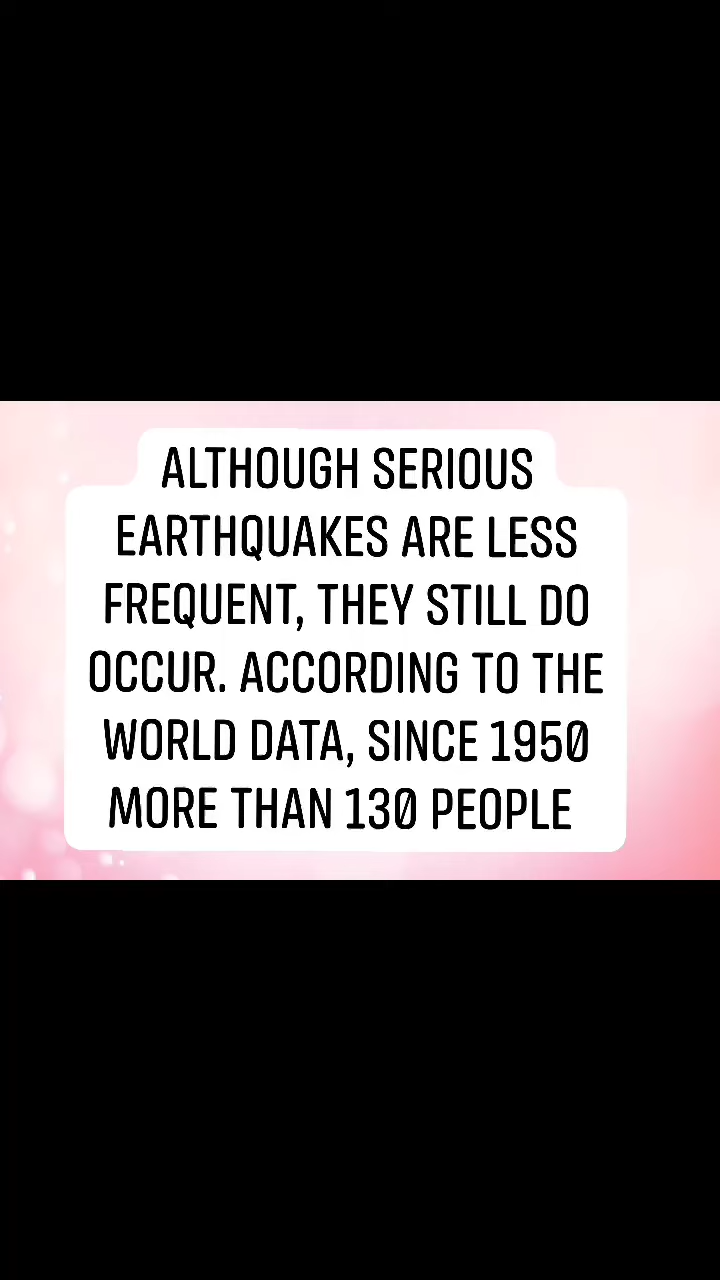 ALTHOUGH SERIOUS
EARTHQUAKES ARE LESS
FREQUENT, THEY STILL DO
OCCUR. ACCORDING TO THE
WORLD DATA, SINCE 1950
MORE THAN 130 PEOPLE